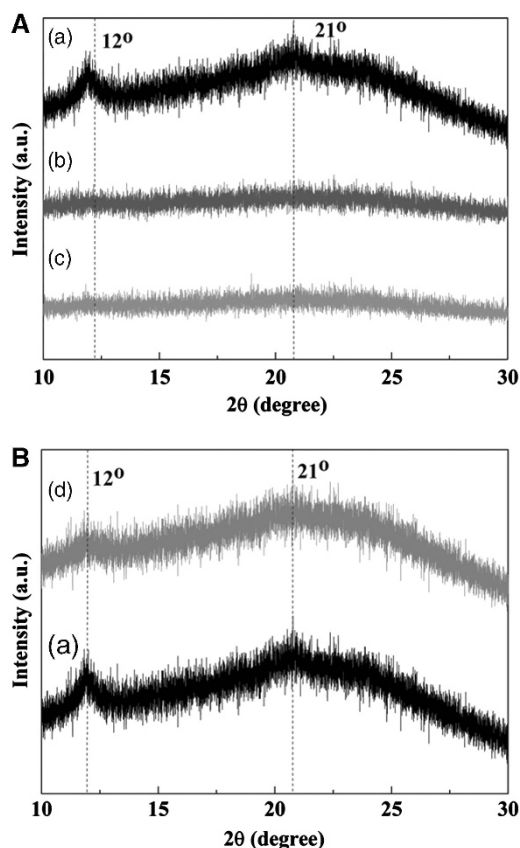 A
(a)
12°
21°
(b)
(c)
Intensity (a.u.)
10 15 20 25 30
2θ (degree)
B
(d)
12°
21°
(a)
Intensity (a.u.)
10 15 20 25 30
2θ (degree)